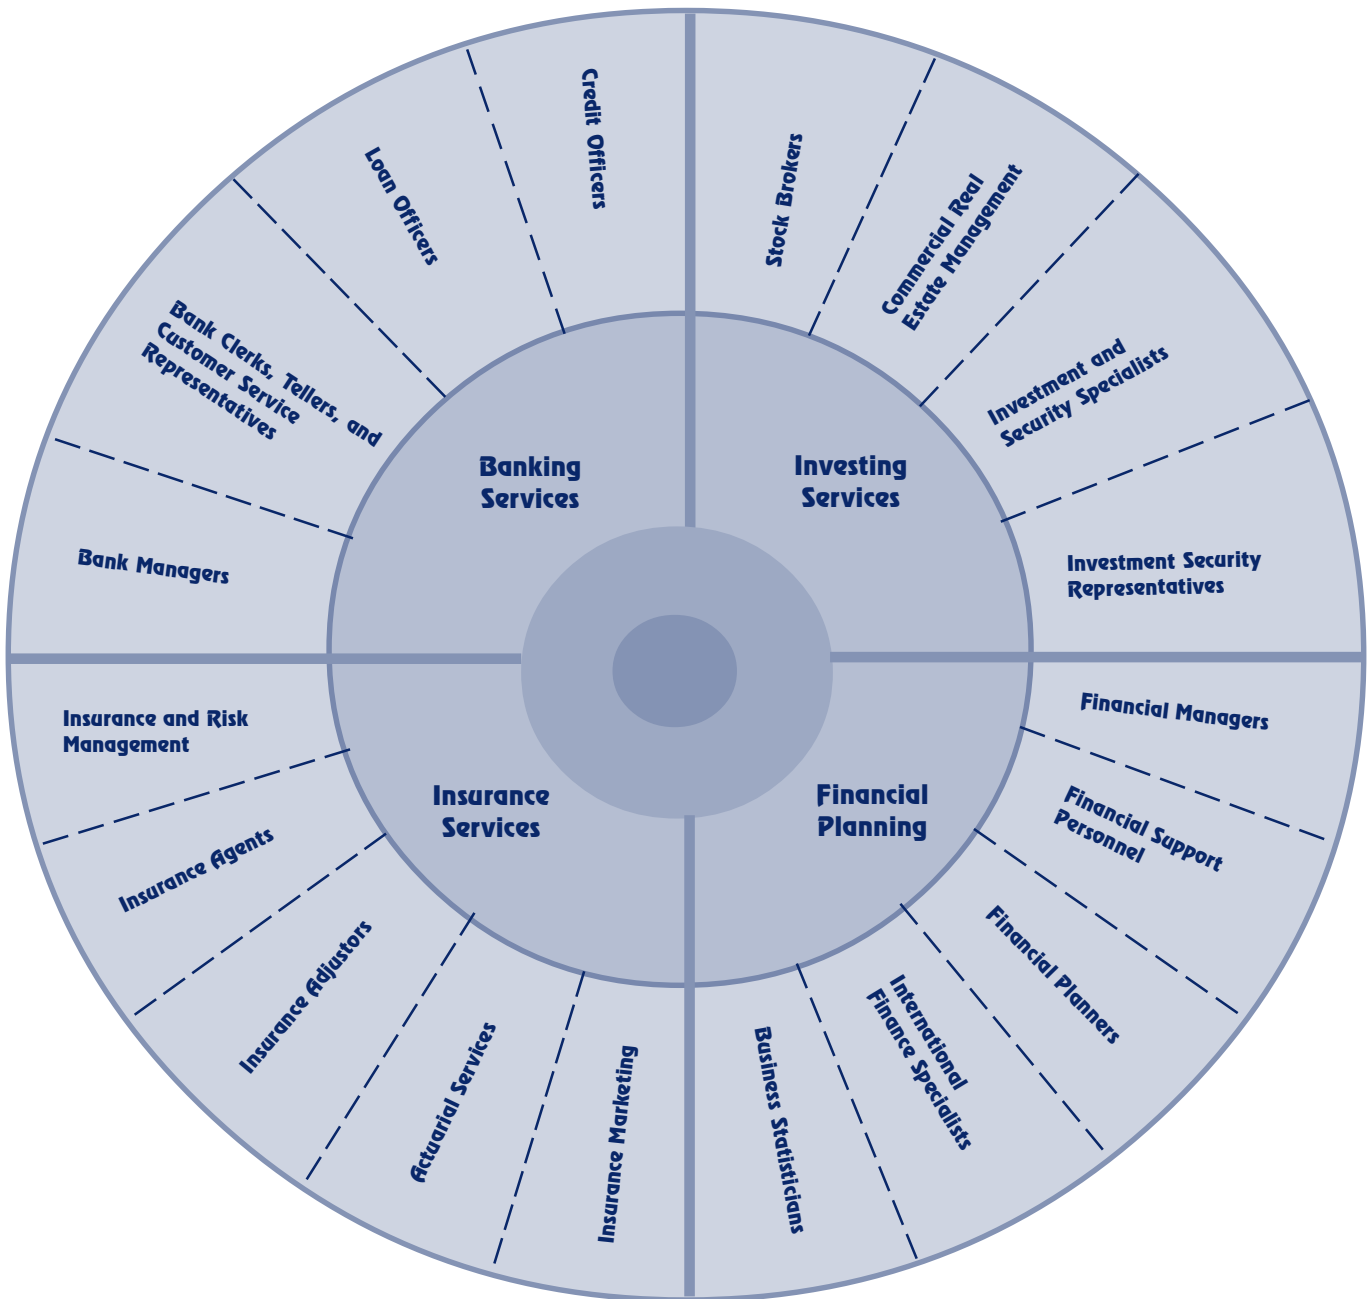 Credit Officers
Loan Officers
Bank Clerks, Tellers, and
Customer Service
Representatives
Bank Managers
Banking
Services
Stock Brokers
Commercial Real
Estate Management
Investment and
Security Specialists
Investment Security
Representatives
Investing
Services
Insurance and Risk
Management
Insurance Agents
Insurance Adjustors
Actuarial Services
Insurance Marketing
Insurance
Services
Financial Managers
Financial Support
Personnel
Financial Planners
International
Finance Specialists
Business Statisticians
Financial
Planning